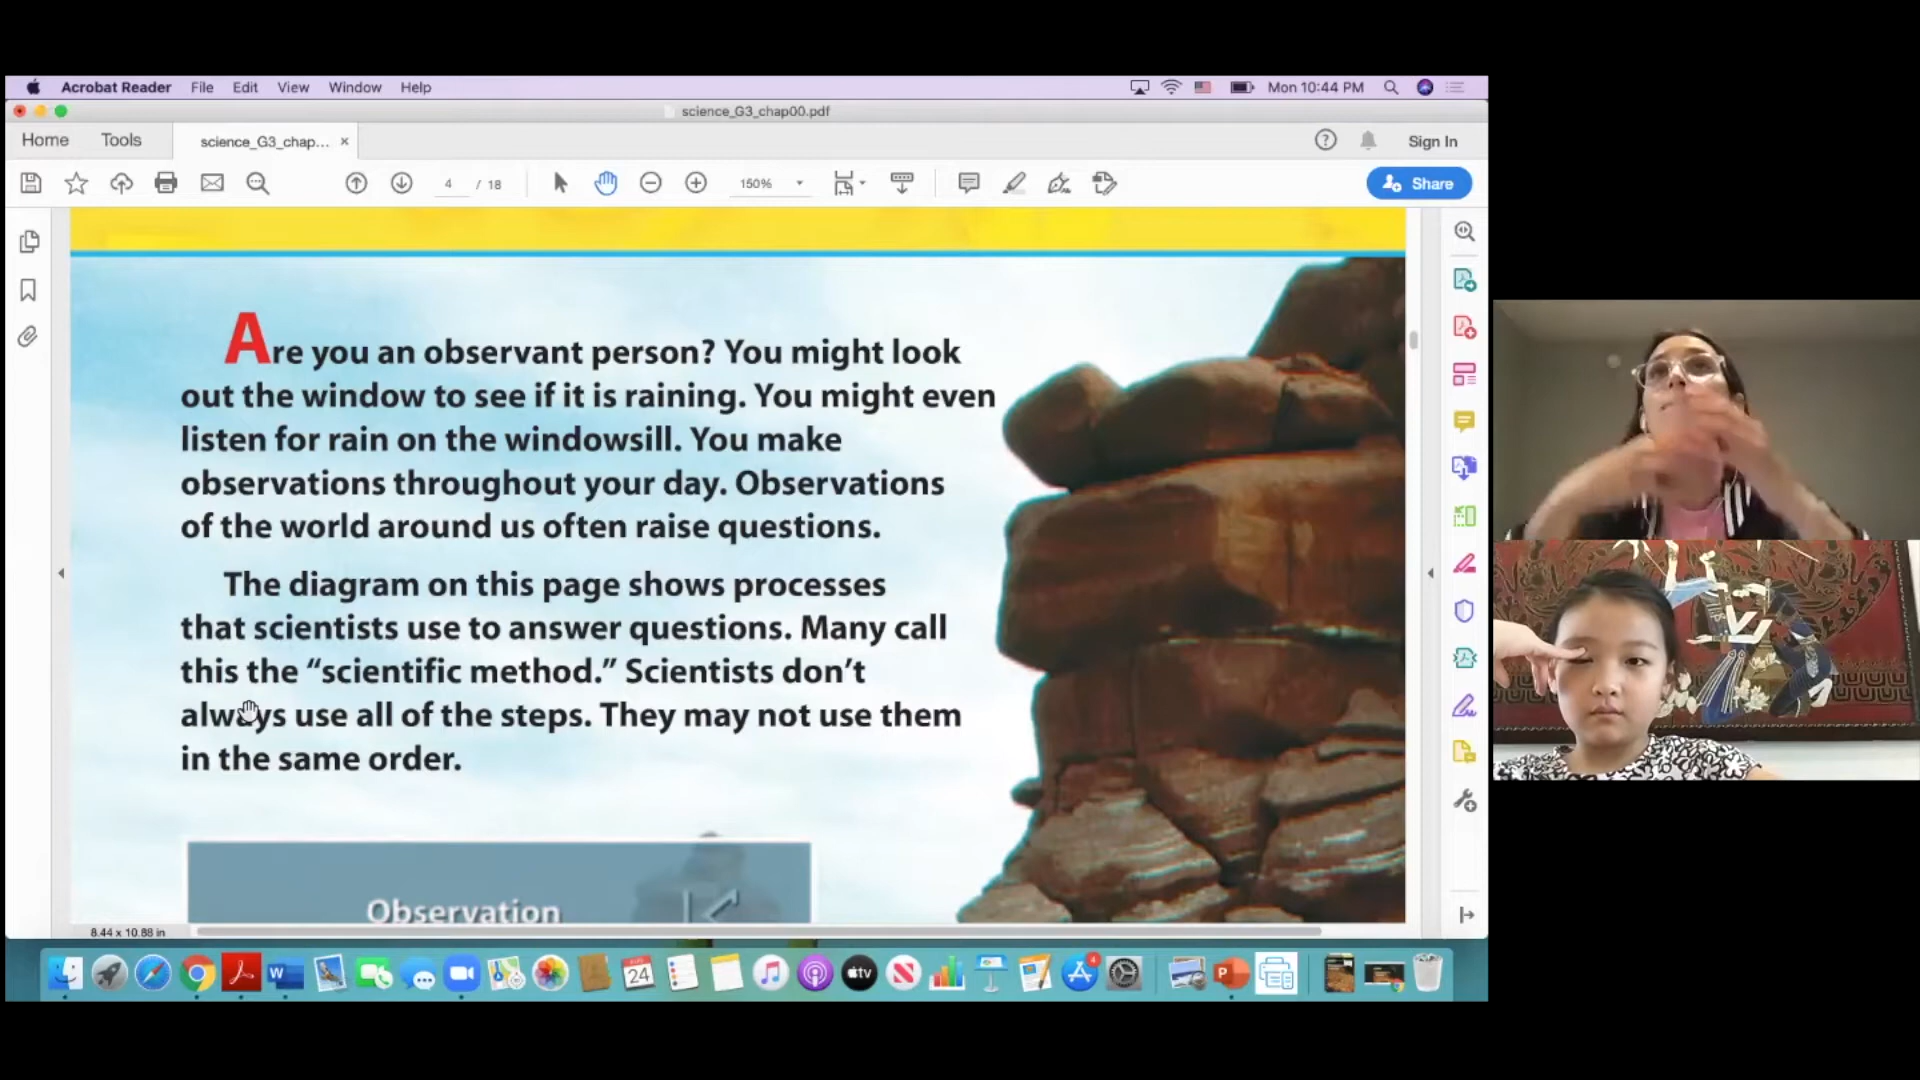 Acrobat Reader File Edit View Window Help Mon 10:44 PM
science_G3_chap00.pdf
Home Tools science_G3_chap... × Sign In
4 / 18 150% Share
Are you an observant person? You might look
out the window to see if it is raining. You might even
listen for rain on the windowsill. You make
observations throughout your day. Observations
of the world around us often raise questions.
The diagram on this page shows processes
that scientists use to answer questions. Many call
this the “scientific method.” Scientists don’t
always use all of the steps. They may not use them
in the same order.
Observation
8.44 x 10.88 in
W 24 tv 4 P